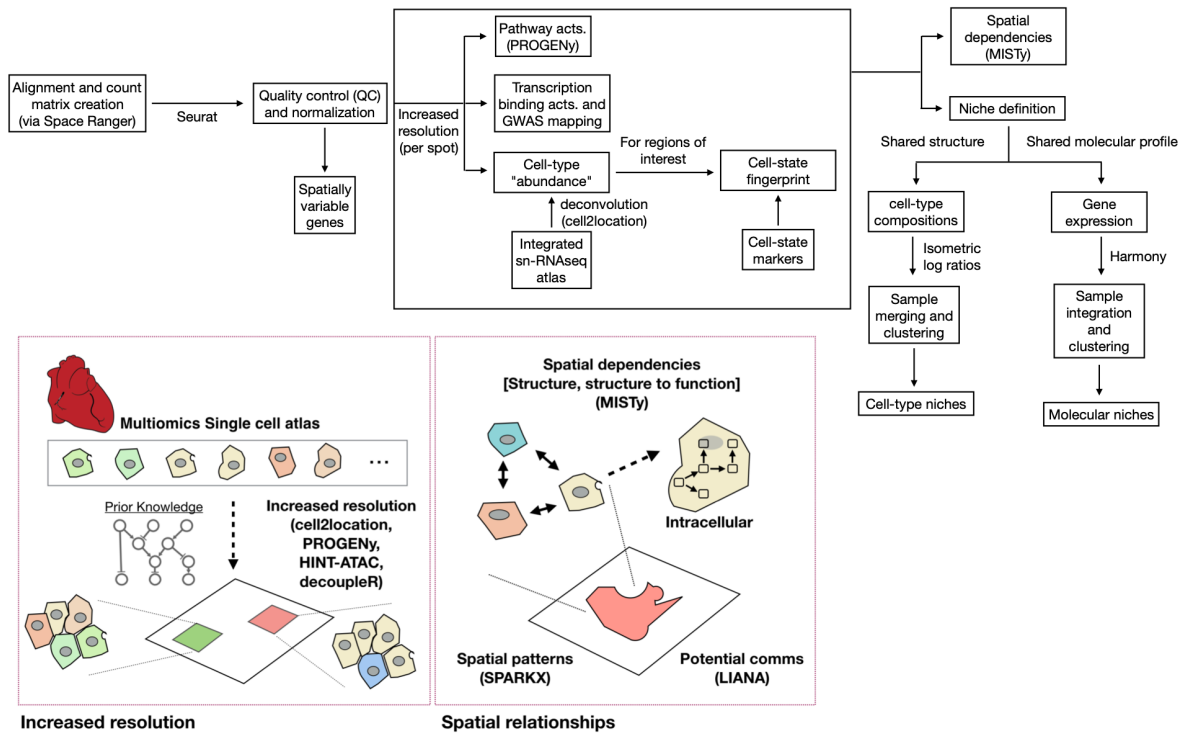 Alignment and count
matrix creation
(via Space Ranger)
Seurat
Quality control (QC)
and normalization
Spatially
variable
genes
Increased
resolution
(per spot)
Pathway acts.
(PROGENy)
Transcription
binding acts. and
GWAS mapping
Cell-type
"abundance"
For regions of
interest
Cell-state
fingerprint
deconvolution
(cell2location)
Integrated
sn-RNAseq
atlas
Cell-state
markers
Spatial
dependencies
(MISTy)
Niche definition
Shared structure
Shared molecular profile
cell-type
compositions
Gene
expression
Isometric
log ratios
Harmony
Sample
merging and
clustering
Sample
integration
and
clustering
Cell-type niches
Molecular niches
Multiomics Single cell atlas
...
Prior Knowledge
Increased resolution
(cell2location,
PROGENy,
HINT-ATAC,
decoupleR)
Increased resolution
Spatial dependencies
[Structure, structure to function]
(MISTy)
Intracellular
Spatial patterns
(SPARKX)
Potential comms
(LIANA)
Spatial relationships